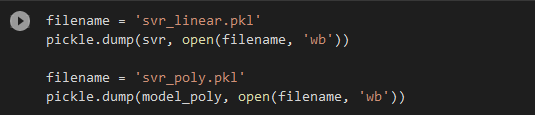 filename = 'svr_linear.pkl'
pickle.dump(svr, open(filename, 'wb'))
filename = 'svr_poly.pkl'
pickle.dump(model_poly, open(filename, 'wb'))